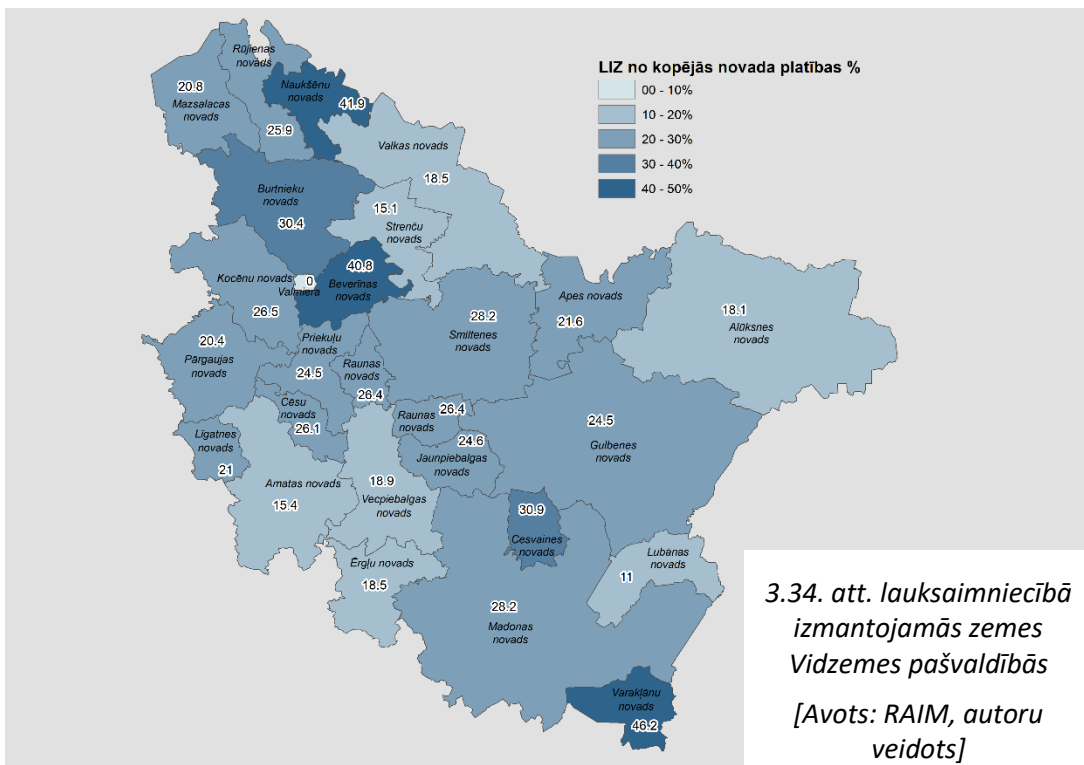 LIZ no kopējās novada platības %
00 - 10%
10 - 20%
20 - 30%
30 - 40%
40 - 50%
Rūjienas
novads
20.8
Mazsalacas
novads
Naukšēnu
novads
41.9
25.9
Valkas novads
18.5
Burtnieku
novads
30.4
15.1
Strenču
novads
40.8
Beverīnas
novads
Kocēnu novads
0
Valmiera
26.5
28.2
Smiltenes
novads
Apes novads
21.6
18.1
Alūksnes
novads
20.4
Pārgaujas
novads
Priekuļu
novads
24.5
Raunas
novads
26.4
Cēsu
novads
26.1
Raunas
novads
26.4
24.6
Jaunpiebalgas
novads
24.5
Gulbenes
novads
Līgatnes
novads
21
Amatas novads
15.4
18.9
Vecpiebalgas
novads
30.9
Cesvaines
novads
Lubānas
novads
11
Ērgļu novads
18.5
28.2
Madonas
novads
Varakļānu
novads
46.2
3.34. att. lauksaimniecībā
izmantojamās zemes
Vidzemes pašvaldībās
[Avots: RAIM, autoru
veidots]